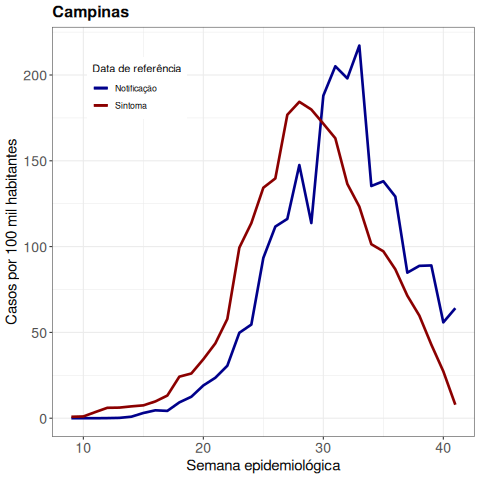 Campinas
Data de referência
Notificação
Sintoma
200
150
100
50
0
Casos por 100 mil habitantes
10
20
30
40
Semana epidemiológica